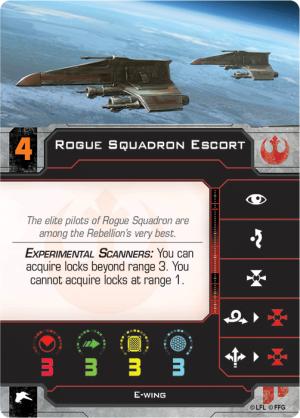 4
Rogue Squadron Escort
The elite pilots of Rogue Squadron are
among the Rebellion's very best.
Experimental Scanners: You can
acquire locks beyond range 3. You
cannot acquire locks at range 1.
3 3 3 3
E-wing
© LFL © FFG